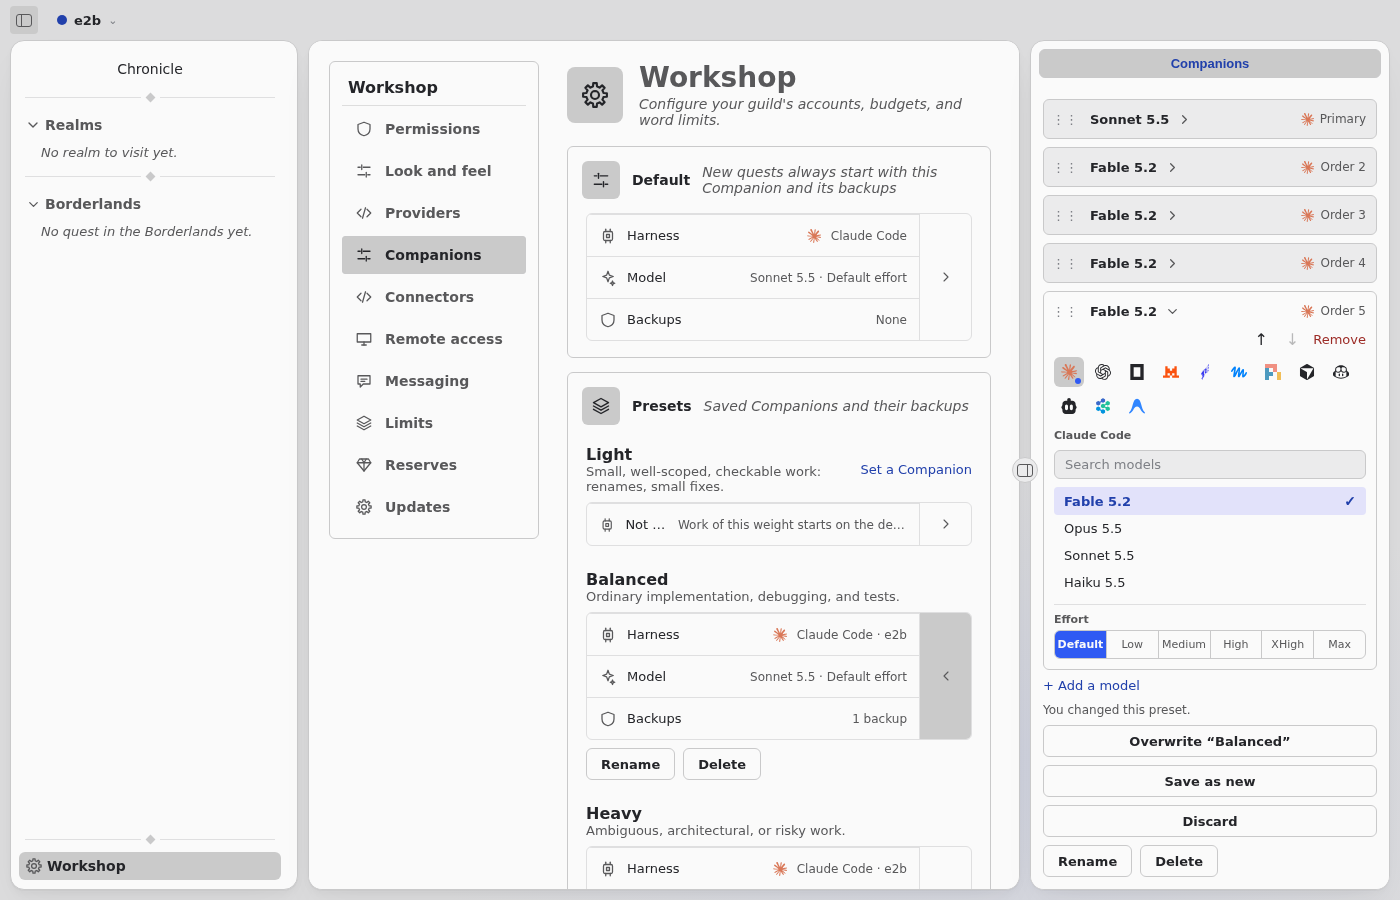 e2b
Chronicle
Realms
No realm to visit yet.
Borderlands
No quest in the Borderlands yet.
Workshop
Workshop
Permissions
Look and feel
Providers
Companions
Connectors
Remote access
Messaging
Limits
Reserves
Updates
Workshop
Configure your guild's accounts, budgets, and
word limits.
Default
New quests always start with this
Companion and its backups
Harness
Claude Code
Model
Sonnet 5.5 · Default effort
Backups
None
Presets
Saved Companions and their backups
Light
Small, well-scoped, checkable work:
renames, small fixes.
Set a Companion
Not ...
Work of this weight starts on the de...
Balanced
Ordinary implementation, debugging, and tests.
Harness
Claude Code · e2b
Model
Sonnet 5.5 · Default effort
Backups
1 backup
Rename
Delete
Heavy
Ambiguous, architectural, or risky work.
Harness
Claude Code · e2b
Companions
Sonnet 5.5
Primary
Fable 5.2
Order 2
Fable 5.2
Order 3
Fable 5.2
Order 4
Fable 5.2
Order 5
↑ ↓ Remove
Claude Code
Search models
Fable 5.2 ✓
Opus 5.5
Sonnet 5.5
Haiku 5.5
Effort
Default Low Medium High XHigh Max
+ Add a model
You changed this preset.
Overwrite “Balanced”
Save as new
Discard
Rename
Delete